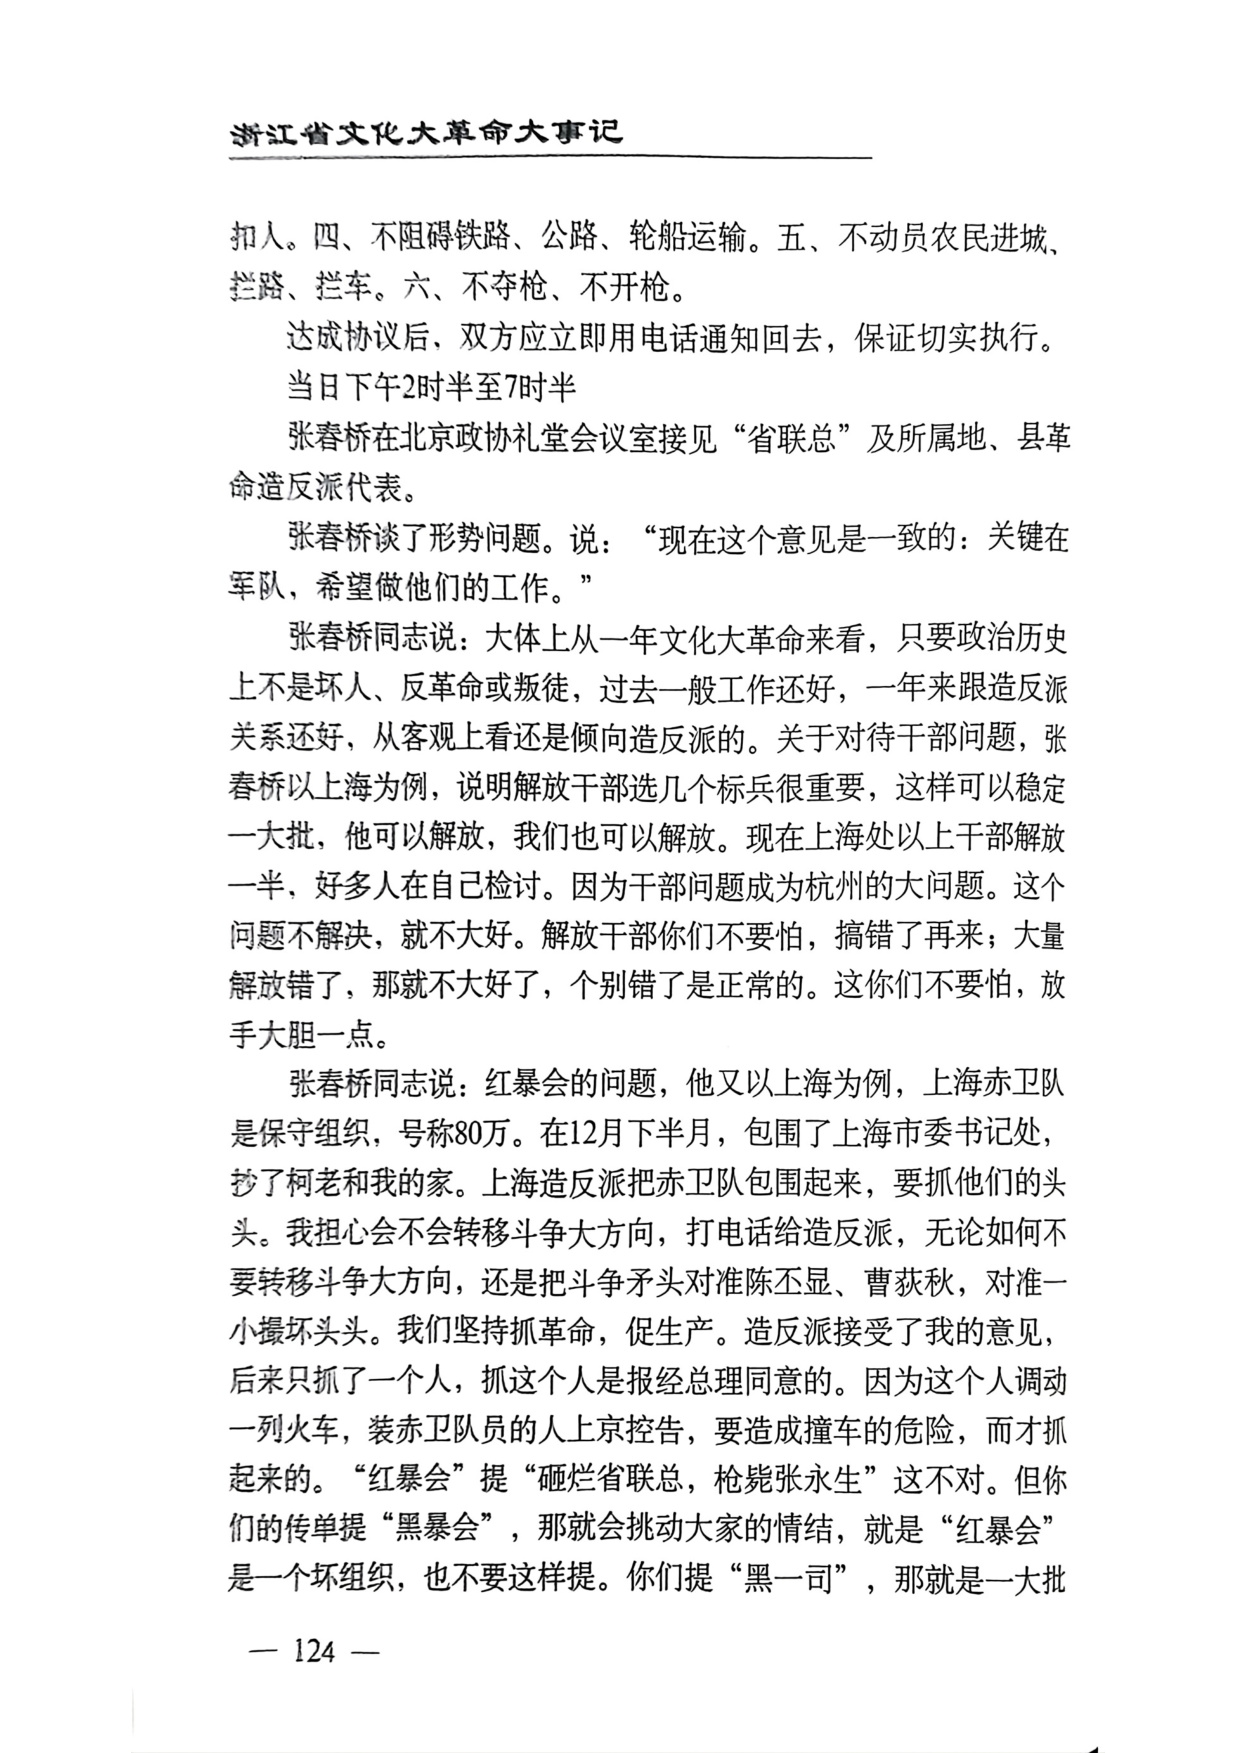 浙江省文化大革命大事记
扣人。四、不阻碍铁路、公路、轮船运输。五、不动员农民进城、
拦路、拦车。六、不夺枪、不开枪。
达成协议后，双方应立即用电话通知回去，保证切实执行。
当日下午2时半至7时半
张春桥在北京政协礼堂会议室接见“省联总”及所属地、县革
命造反派代表。
张春桥谈了形势问题。说：“现在这个意见是一致的：关键在
军队，希望做他们的工作。”
张春桥同志说：大体上从一年文化大革命来看，只要政治历史
上不是坏人、反革命或叛徒，过去一般工作还好，一年来跟造反派
关系还好，从客观上看还是倾向造反派的。关于对待干部问题，张
春桥以上海为例，说明解放干部选几个标兵很重要，这样可以稳定
一大批，他可以解放，我们也可以解放。现在上海处以上干部解放
一半，好多人在自己检讨。因为干部问题成为杭州的大问题。这个
问题不解决，就不大好。解放干部你们不要怕，搞错了再来；大量
解放错了，那就不大好了，个别错了是正常的。这你们不要怕，放
手大胆一点。
张春桥同志说：红暴会的问题，他又以上海为例，上海赤卫队
是保守组织，号称80万。在12月下半月，包围了上海市委书记处，
抄了柯老和我的家。上海造反派把赤卫队包围起来，要抓他们的头
头。我担心会不会转移斗争大方向，打电话给造反派，无论如何不
要转移斗争大方向，还是把斗争矛头对准陈丕显、曹荻秋，对准一
小撮坏头头。我们坚持抓革命，促生产。造反派接受了我的意见，
后来只抓了一个人，抓这个人是报经总理同意的。因为这个人调动
一列火车，装赤卫队员的人上京控告，要造成撞车的危险，而才抓
起来的。“红暴会”提“砸烂省联总，枪毙张永生”这不对。但你
们的传单提“黑暴会”，那就会挑动大家的情结，就是“红暴会”
是一个坏组织，也不要这样提。你们提“黑一司”，那就是一大批
— 124 —